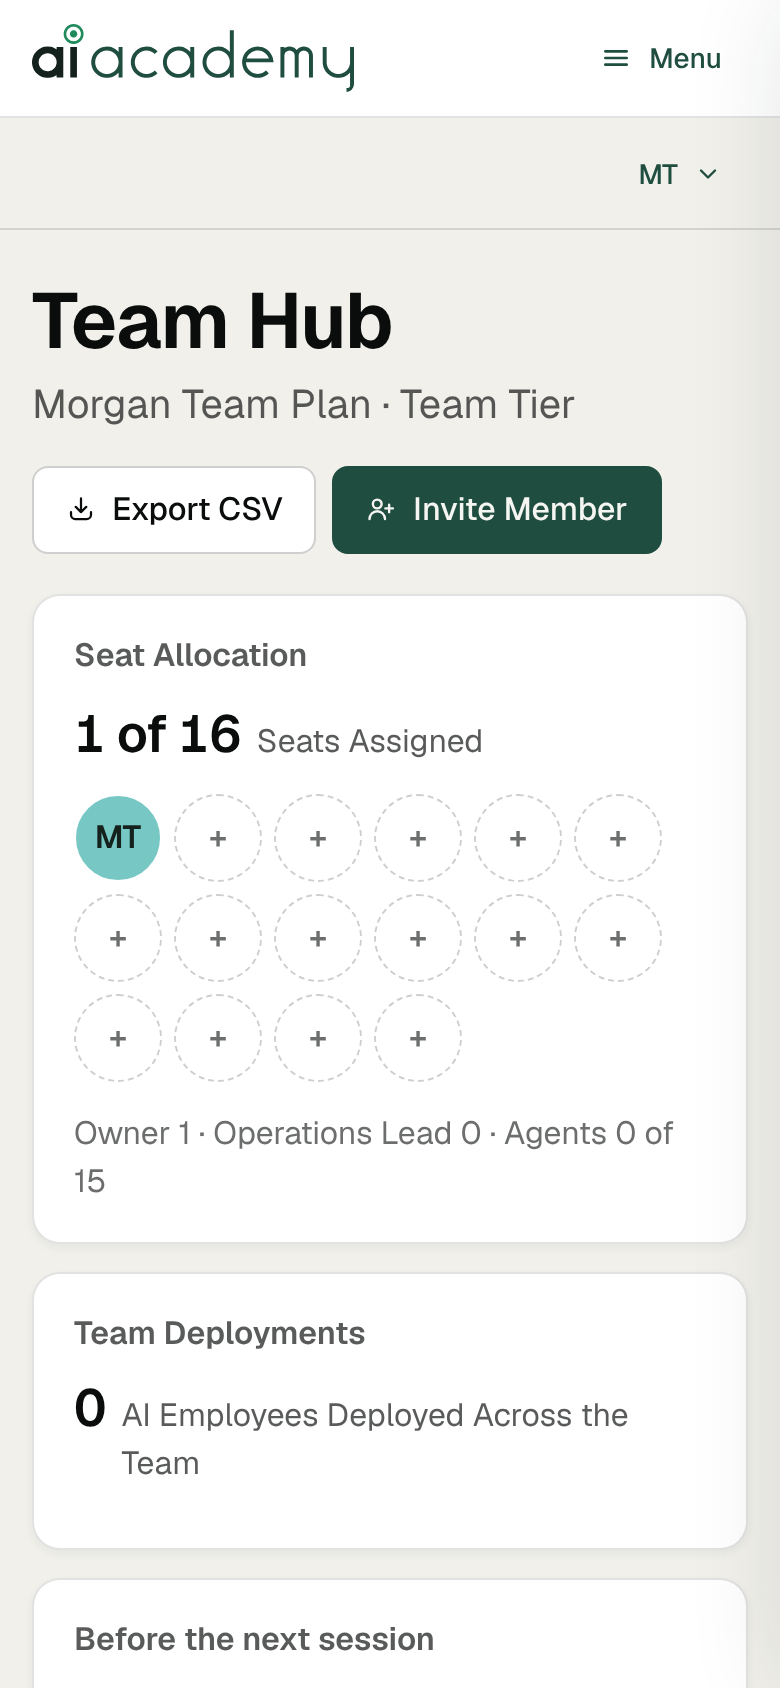 ai academy
Menu
MT
Team Hub
Morgan Team Plan · Team Tier
Export CSV
Invite Member
Seat Allocation
1 of 16 Seats Assigned
MT + + + + +
+ + + + + +
+ + + +
Owner 1 · Operations Lead 0 · Agents 0 of
15
Team Deployments
0 AI Employees Deployed Across the
Team
Before the next session